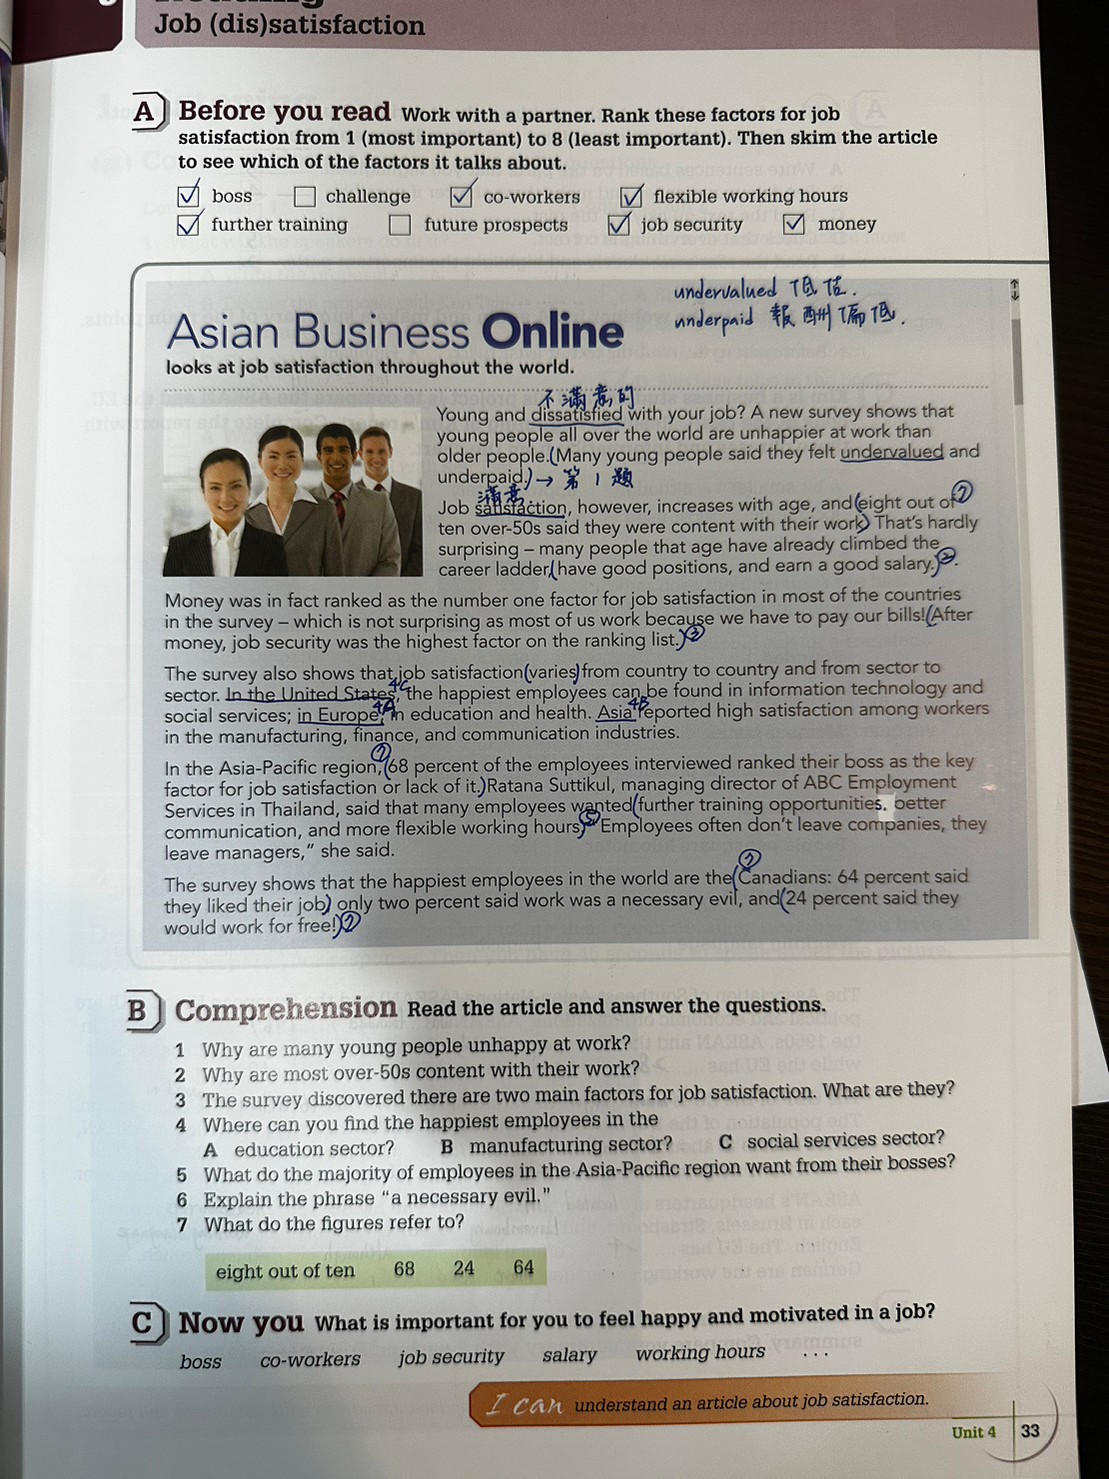 Job (dis)satisfaction
A Before you read Work with a partner. Rank these factors for job
satisfaction from 1 (most important) to 8 (least important). Then skim the article
to see which of the factors it talks about.
boss challenge co-workers flexible working hours
further training future prospects job security money
undervalued 低估.
underpaid 報酬偏低.
Asian Business Online
looks at job satisfaction throughout the world.
不滿意的
Young and dissatisfied with your job? A new survey shows that
young people all over the world are unhappier at work than
older people. (Many young people said they felt undervalued and
underpaid.) → 第1題
滿意
Job satisfaction, however, increases with age, and (eight out of ⑦
ten over-50s said they were content with their work.) That's hardly
surprising – many people that age have already climbed the
career ladder, (have good positions, and earn a good salary.) ②.
Money was in fact ranked as the number one factor for job satisfaction in most of the countries
in the survey – which is not surprising as most of us work because we have to pay our bills! (After
money, job security was the highest factor on the ranking list.) ③
The survey also shows that job satisfaction (varies) from country to country and from sector to
sector. In the United States, 4C the happiest employees can be found in information technology and
social services; in Europe, 4A in education and health. Asia 4B reported high satisfaction among workers
in the manufacturing, finance, and communication industries.
In the Asia-Pacific region, ⑦ (68 percent of the employees interviewed ranked their boss as the key
factor for job satisfaction or lack of it.) Ratana Suttikul, managing director of ABC Employment
Services in Thailand, said that many employees wanted (further training opportunities, better
communication, and more flexible working hours.) ⑤ "Employees often don't leave companies, they
leave managers," she said.
The survey shows that the happiest employees in the world are the ⑦ (Canadians: 64 percent said
they liked their job,) only two percent said work was a necessary evil, and (24 percent said they
would work for free!) ⑦
B Comprehension Read the article and answer the questions.
1 Why are many young people unhappy at work?
2 Why are most over-50s content with their work?
3 The survey discovered there are two main factors for job satisfaction. What are they?
4 Where can you find the happiest employees in the
A education sector? B manufacturing sector? C social services sector?
5 What do the majority of employees in the Asia-Pacific region want from their bosses?
6 Explain the phrase "a necessary evil."
7 What do the figures refer to?
eight out of ten 68 24 64
C Now you What is important for you to feel happy and motivated in a job?
boss co-workers job security salary working hours ...
I can understand an article about job satisfaction.
Unit 4 33